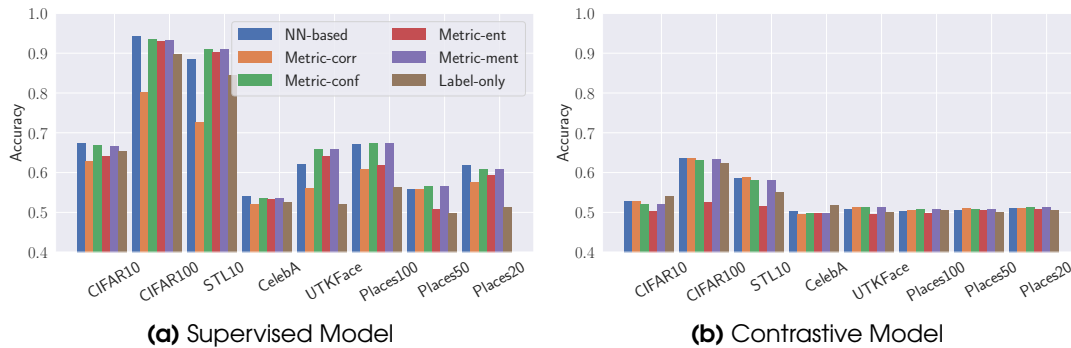 1.0
0.9
0.8
0.7
0.6
0.5
0.4
Accuracy
NN-based
Metric-corr
Metric-conf
Metric-ent
Metric-ment
Label-only
CIFAR10
CIFAR100
STL10
CelebA
UTKFace
Places100
Places50
Places20
(a) Supervised Model
1.0
0.9
0.8
0.7
0.6
0.5
0.4
Accuracy
CIFAR10
CIFAR100
STL10
CelebA
UTKFace
Places100
Places50
Places20
(b) Contrastive Model